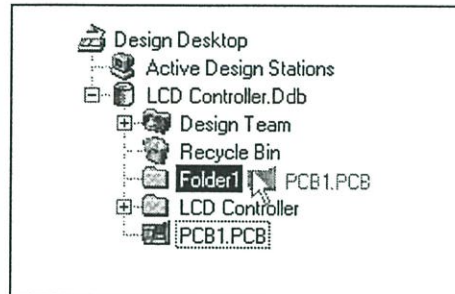 Design Desktop
Active Design Stations
LCD Controller.Ddb
Design Team
Recycle Bin
Folder1 PCB1.PCB
LCD Controller
PCB1.PCB